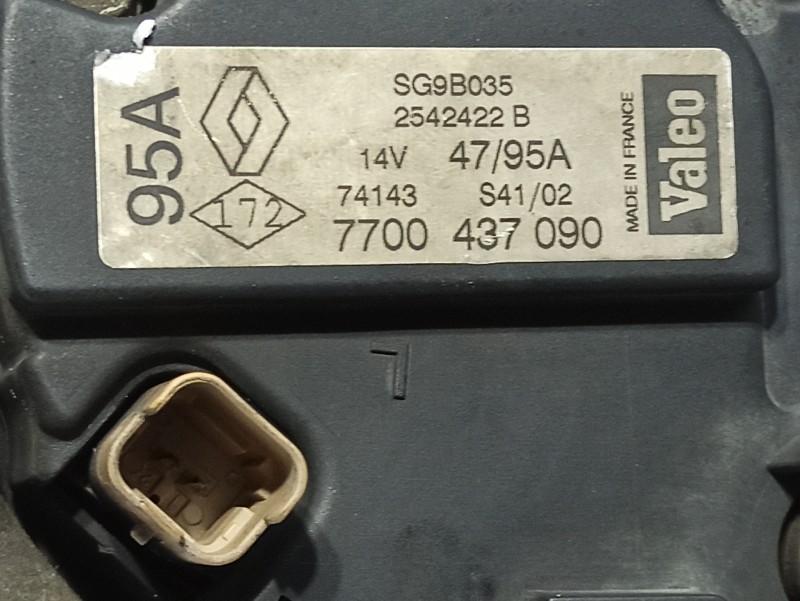 95A
172
SG9B035
2542422 B
14V 47/95A
74143 S41/02
7700 437 090
MADE IN FRANCE
Valeo